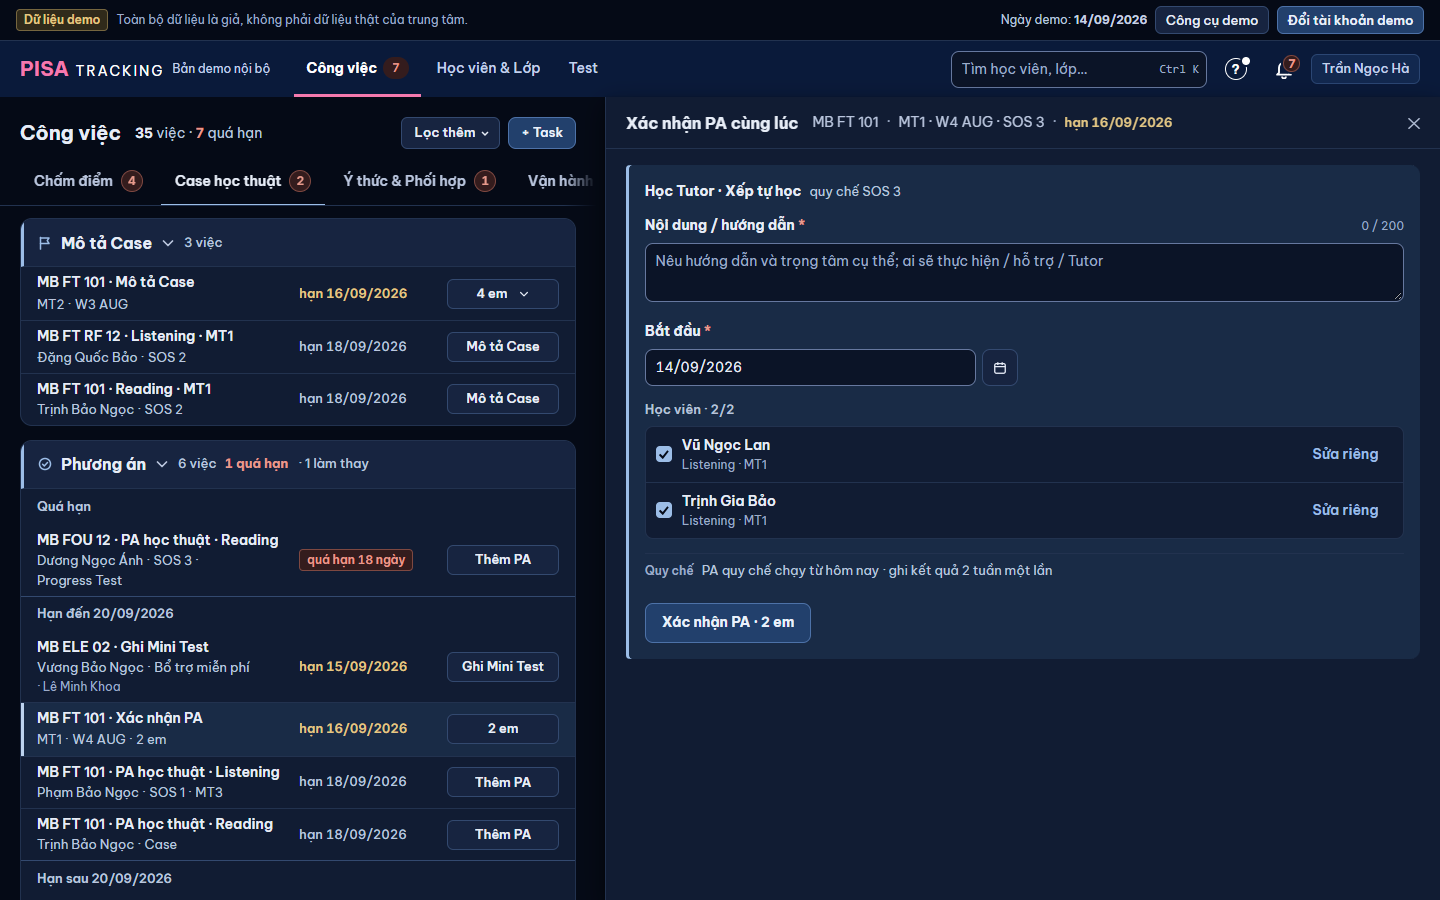 Dữ liệu demo Toàn bộ dữ liệu là giả, không phải dữ liệu thật của trung tâm.
Ngày demo: 14/09/2026 Công cụ demo Đổi tài khoản demo
PISA TRACKING Bản demo nội bộ Công việc 7 Học viên & Lớp Test
Tìm học viên, lớp... Ctrl K ? 7 Trần Ngọc Hà
Công việc 35 việc · 7 quá hạn Lọc thêm + Task
Chấm điểm 4 Case học thuật 2 Ý thức & Phối hợp 1 Vận hành
Mô tả Case 3 việc
MB FT 101 · Mô tả Case
MT2 · W3 AUG
hạn 16/09/2026 4 em
MB FT RF 12 · Listening · MT1
Đặng Quốc Bảo · SOS 2
hạn 18/09/2026 Mô tả Case
MB FT 101 · Reading · MT1
Trịnh Bảo Ngọc · SOS 2
hạn 18/09/2026 Mô tả Case
Phương án 6 việc 1 quá hạn · 1 làm thay
Quá hạn
MB FOU 12 · PA học thuật · Reading
Dương Ngọc Ánh · SOS 3 ·
Progress Test
quá hạn 18 ngày Thêm PA
Hạn đến 20/09/2026
MB ELE 02 · Ghi Mini Test
Vương Bảo Ngọc · Bổ trợ miễn phí
· Lê Minh Khoa
hạn 15/09/2026 Ghi Mini Test
MB FT 101 · Xác nhận PA
MT1 · W4 AUG · 2 em
hạn 16/09/2026 2 em
MB FT 101 · PA học thuật · Listening
Phạm Bảo Ngọc · SOS 1 · MT3
hạn 18/09/2026 Thêm PA
MB FT 101 · PA học thuật · Reading
Trịnh Bảo Ngọc · Case
hạn 18/09/2026 Thêm PA
Hạn sau 20/09/2026
Xác nhận PA cùng lúc MB FT 101 · MT1 · W4 AUG · SOS 3 · hạn 16/09/2026
Học Tutor · Xếp tự học quy chế SOS 3
Nội dung / hướng dẫn * 0 / 200
Nêu hướng dẫn và trọng tâm cụ thể; ai sẽ thực hiện / hỗ trợ / Tutor
Bắt đầu *
14/09/2026
Học viên · 2/2
Vũ Ngọc Lan
Listening · MT1
Sửa riêng
Trịnh Gia Bảo
Listening · MT1
Sửa riêng
Quy chế PA quy chế chạy từ hôm nay · ghi kết quả 2 tuần một lần
Xác nhận PA · 2 em